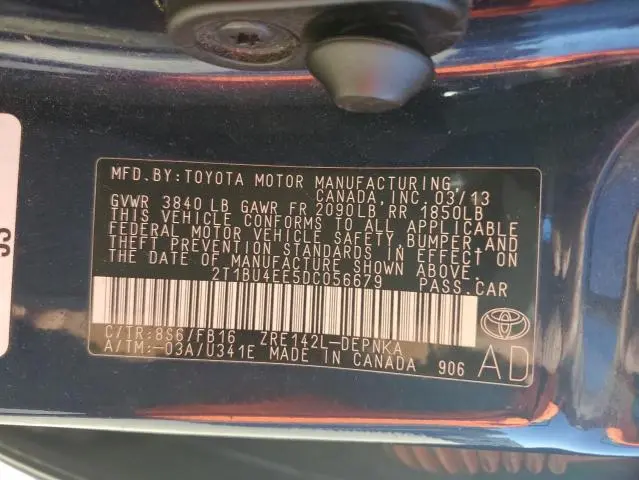 MFD.BY:TOYOTA MOTOR MANUFACTURING,
CANADA, INC. 03/13
GVWR 3840 LB GAWR FR 2090LB RR 1850LB
THIS VEHICLE CONFORMS TO ALL APPLICABLE
FEDERAL MOTOR VEHICLE SAFETY, BUMPER, AND
THEFT PREVENTION STANDARDS IN EFFECT ON
THE DATE OF MANUFACTURE SHOWN ABOVE.
2T1BU4EE5DC056679 PASS.CAR
C/TR:8S6/FB16 ZRE142L-DEPNKA
A/TM:-03A/U341E MADE IN CANADA 906 AD